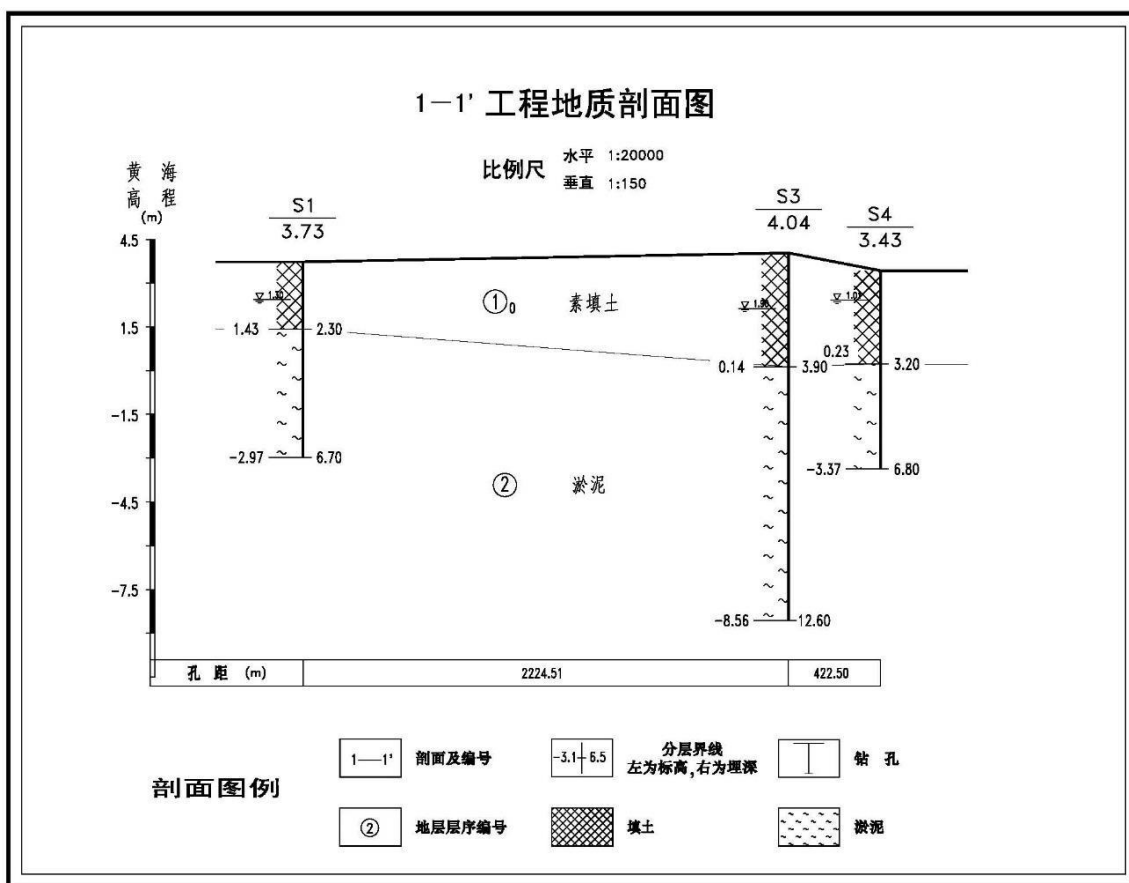 1—1' 工程地质剖面图
比例尺
水平 1:20000
垂直 1:150
黄 海
高 程
(m)
S1
3.73
S3
4.04
S4
3.43
4.5
1.5
-1.5
-4.5
-7.5
①0 素填土
② 淤泥
1.43 2.30
-2.97 6.70
0.14 3.90
-8.56 12.60
0.23 3.20
-3.37 6.80
孔 距 (m) 2224.51 422.50
剖面图例
1—1' 剖面及编号
-3.1 6.5 分层界线
左为标高,右为埋深
钻 孔
② 地层层序编号
填土
淤泥